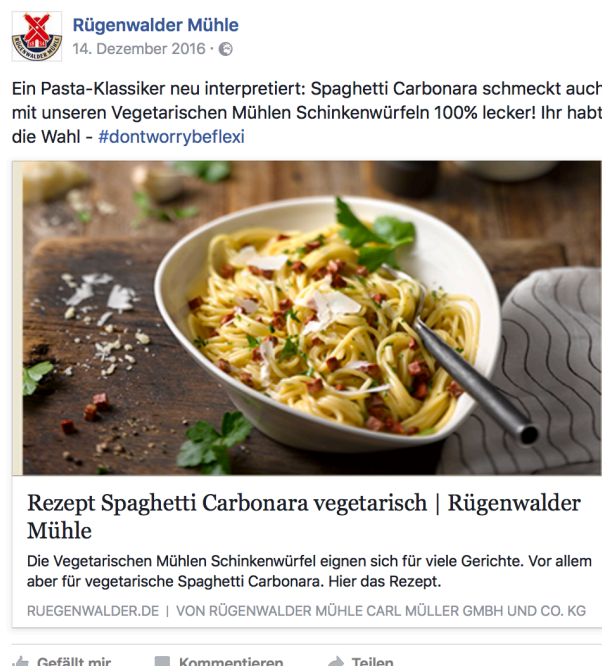 RÜGENWALDER MÜHLE
Rügenwalder Mühle
14. Dezember 2016 ·
Ein Pasta-Klassiker neu interpretiert: Spaghetti Carbonara schmeckt auch
mit unseren Vegetarischen Mühlen Schinkenwürfeln 100% lecker! Ihr habt
die Wahl - #dontworrybeflexi
Rezept Spaghetti Carbonara vegetarisch | Rügenwalder
Mühle
Die Vegetarischen Mühlen Schinkenwürfel eignen sich für viele Gerichte. Vor allem
aber für vegetarische Spaghetti Carbonara. Hier das Rezept.
RUEGENWALDER.DE | VON RÜGENWALDER MÜHLE CARL MÜLLER GMBH UND CO. KG
Gefällt mir Kommentieren Teilen